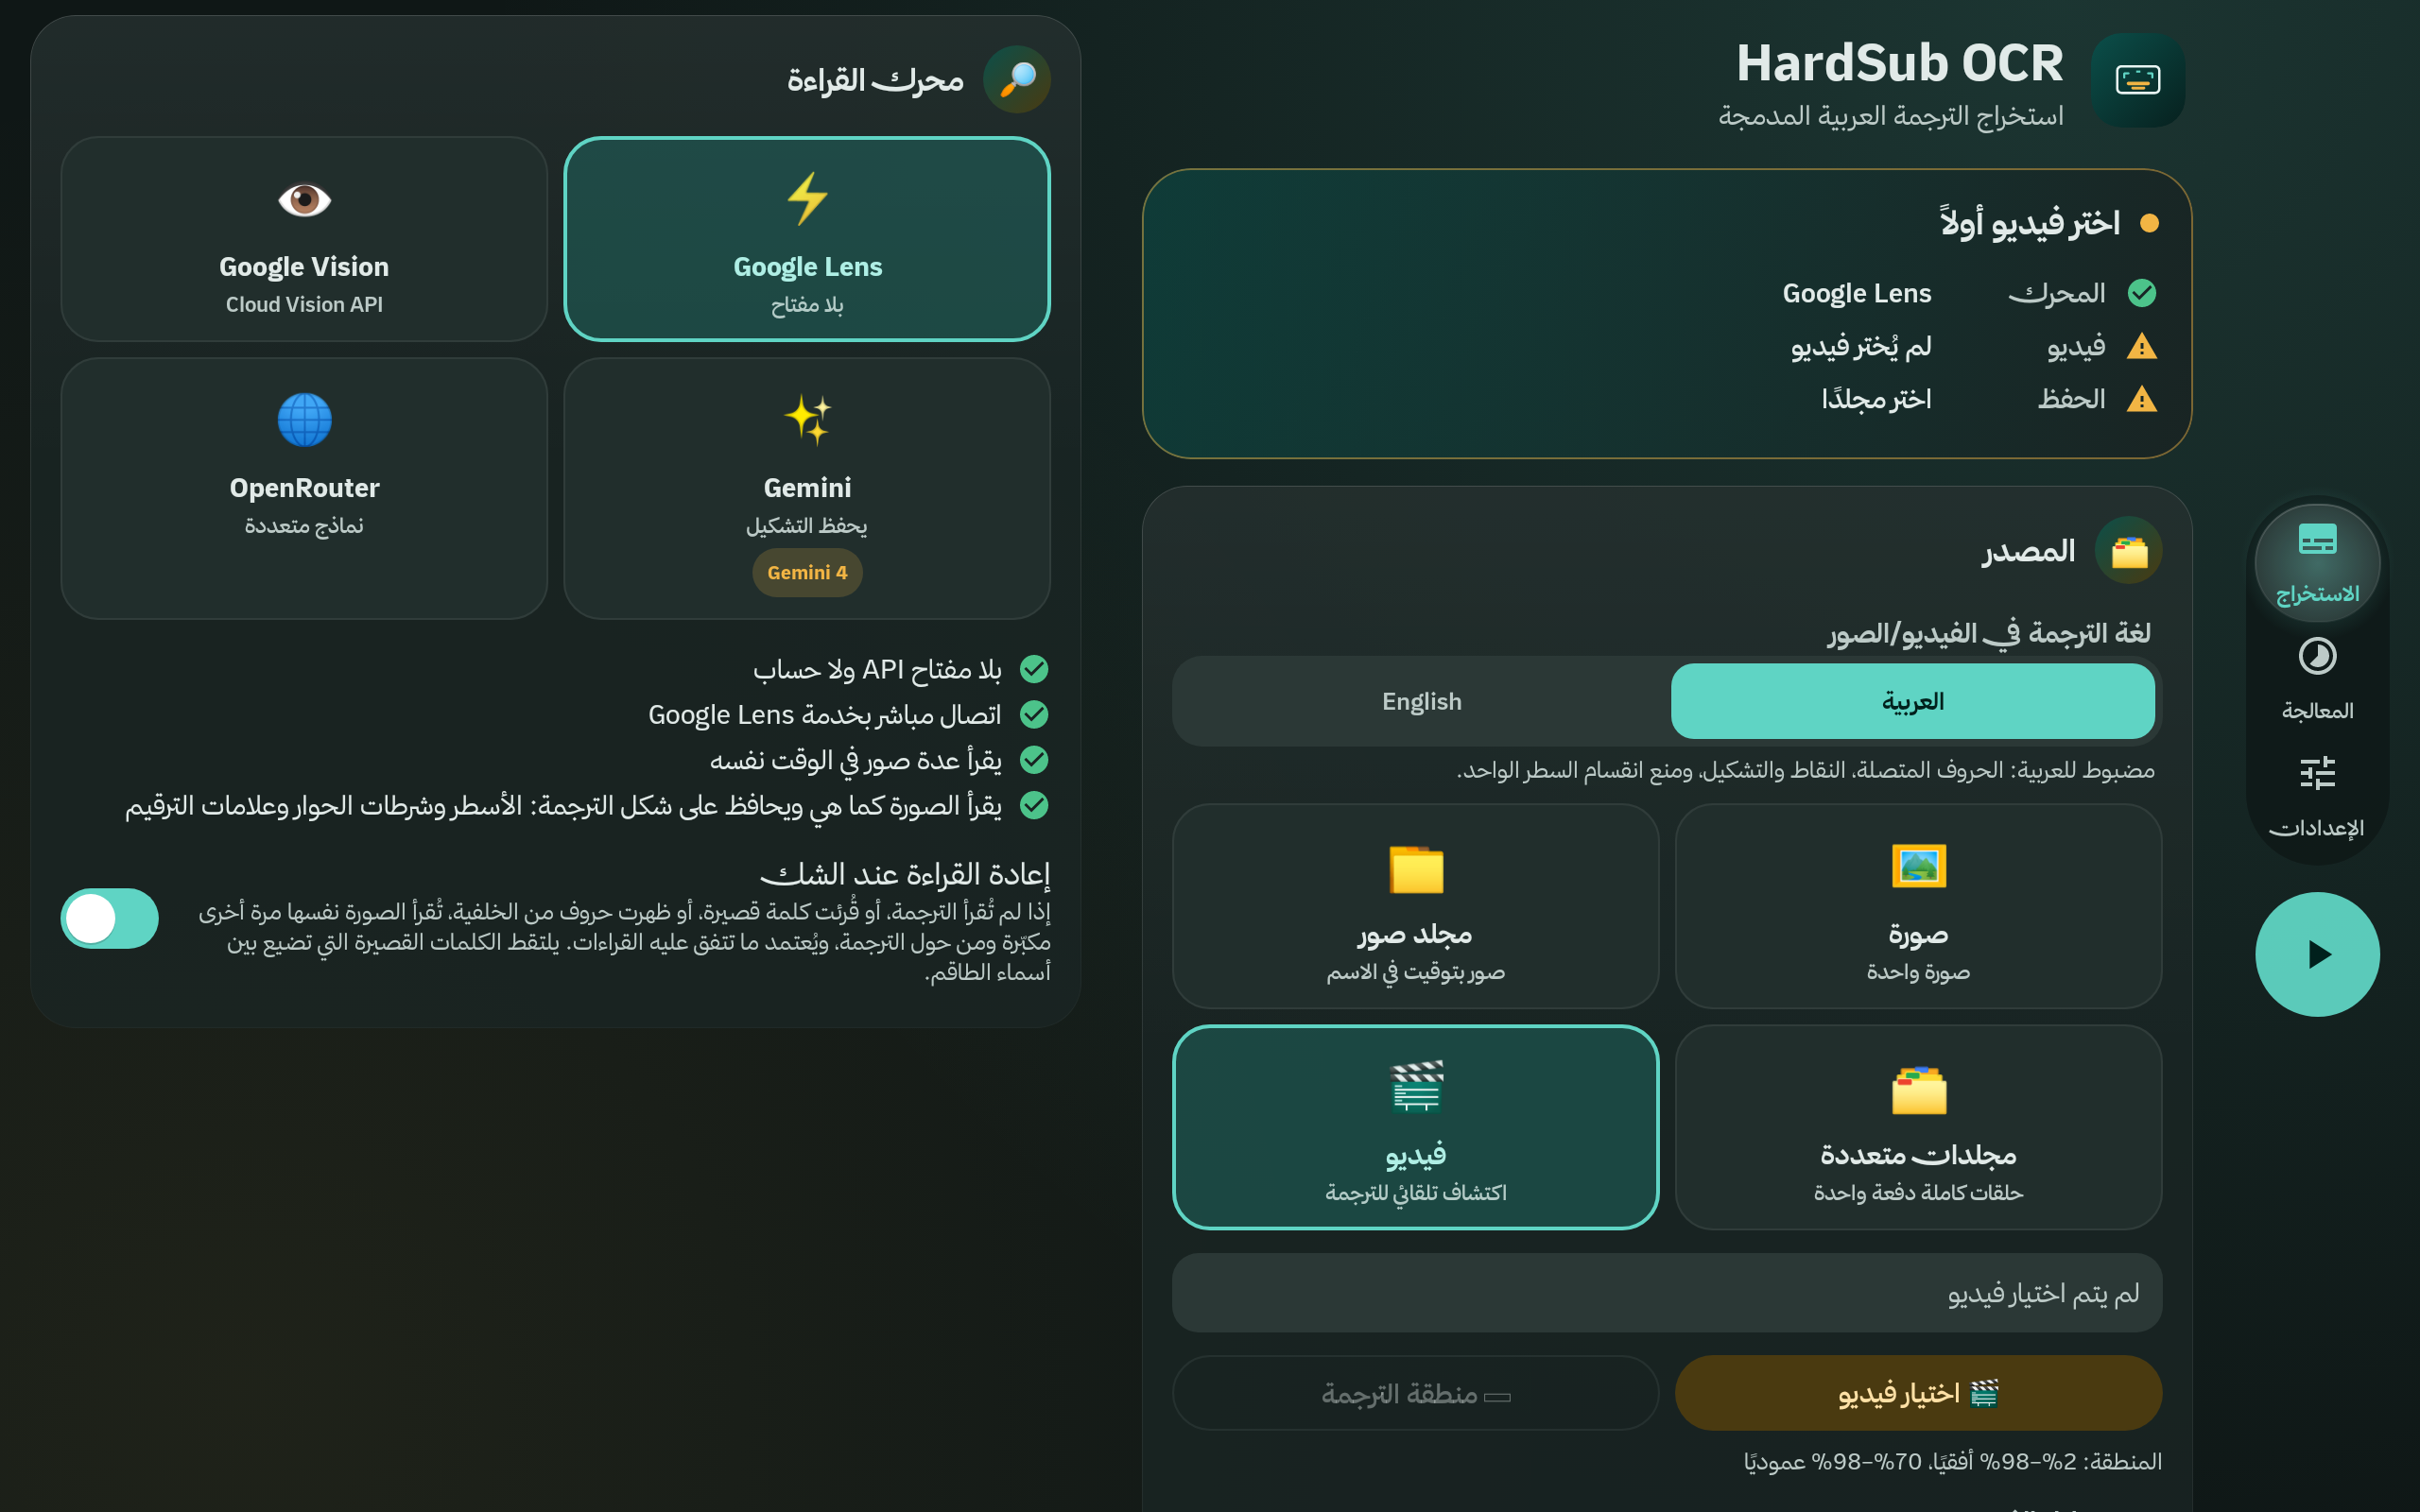 HardSub OCR
استخراج الترجمة العربية المدمجة
اختر فيديو أولاً
المحرك Google Lens
فيديو لم يُختر فيديو
الحفظ اختر مجلدًا
المصدر
لغة الترجمة في الفيديو/الصور
العربية English
مضبوط للعربية: الحروف المتصلة، النقاط والتشكيل، ومنع انقسام السطر الواحد.
صورة
صورة واحدة
مجلد صور
صور بتوقيت في الاسم
مجلدات متعددة
حلقات كاملة دفعة واحدة
فيديو
اكتشاف تلقائي للترجمة
لم يتم اختيار فيديو
اختيار فيديو
منطقة الترجمة
المنطقة: 2%–98% أفقيًا، 70%–98% عموديًا
محرك القراءة
Google Lens
بلا مفتاح
Google Vision
Cloud Vision API
Gemini
يحفظ التشكيل
Gemini 4
OpenRouter
نماذج متعددة
بلا مفتاح API ولا حساب
اتصال مباشر بخدمة Google Lens
يقرأ عدة صور في الوقت نفسه
يقرأ الصورة كما هي ويحافظ على شكل الترجمة: الأسطر وشرطات الحوار وعلامات الترقيم
إعادة القراءة عند الشك
إذا لم تُقرأ الترجمة، أو قُرئت كلمة قصيرة، أو ظهرت حروف من الخلفية، تُقرأ الصورة نفسها مرة أخرى
مكبّرة ومن حول الترجمة، ويُعتمد ما تتفق عليه القراءات. يلتقط الكلمات القصيرة التي تضيع بين
أسماء الطاقم.
الاستخراج
المعالجة
الإعدادات